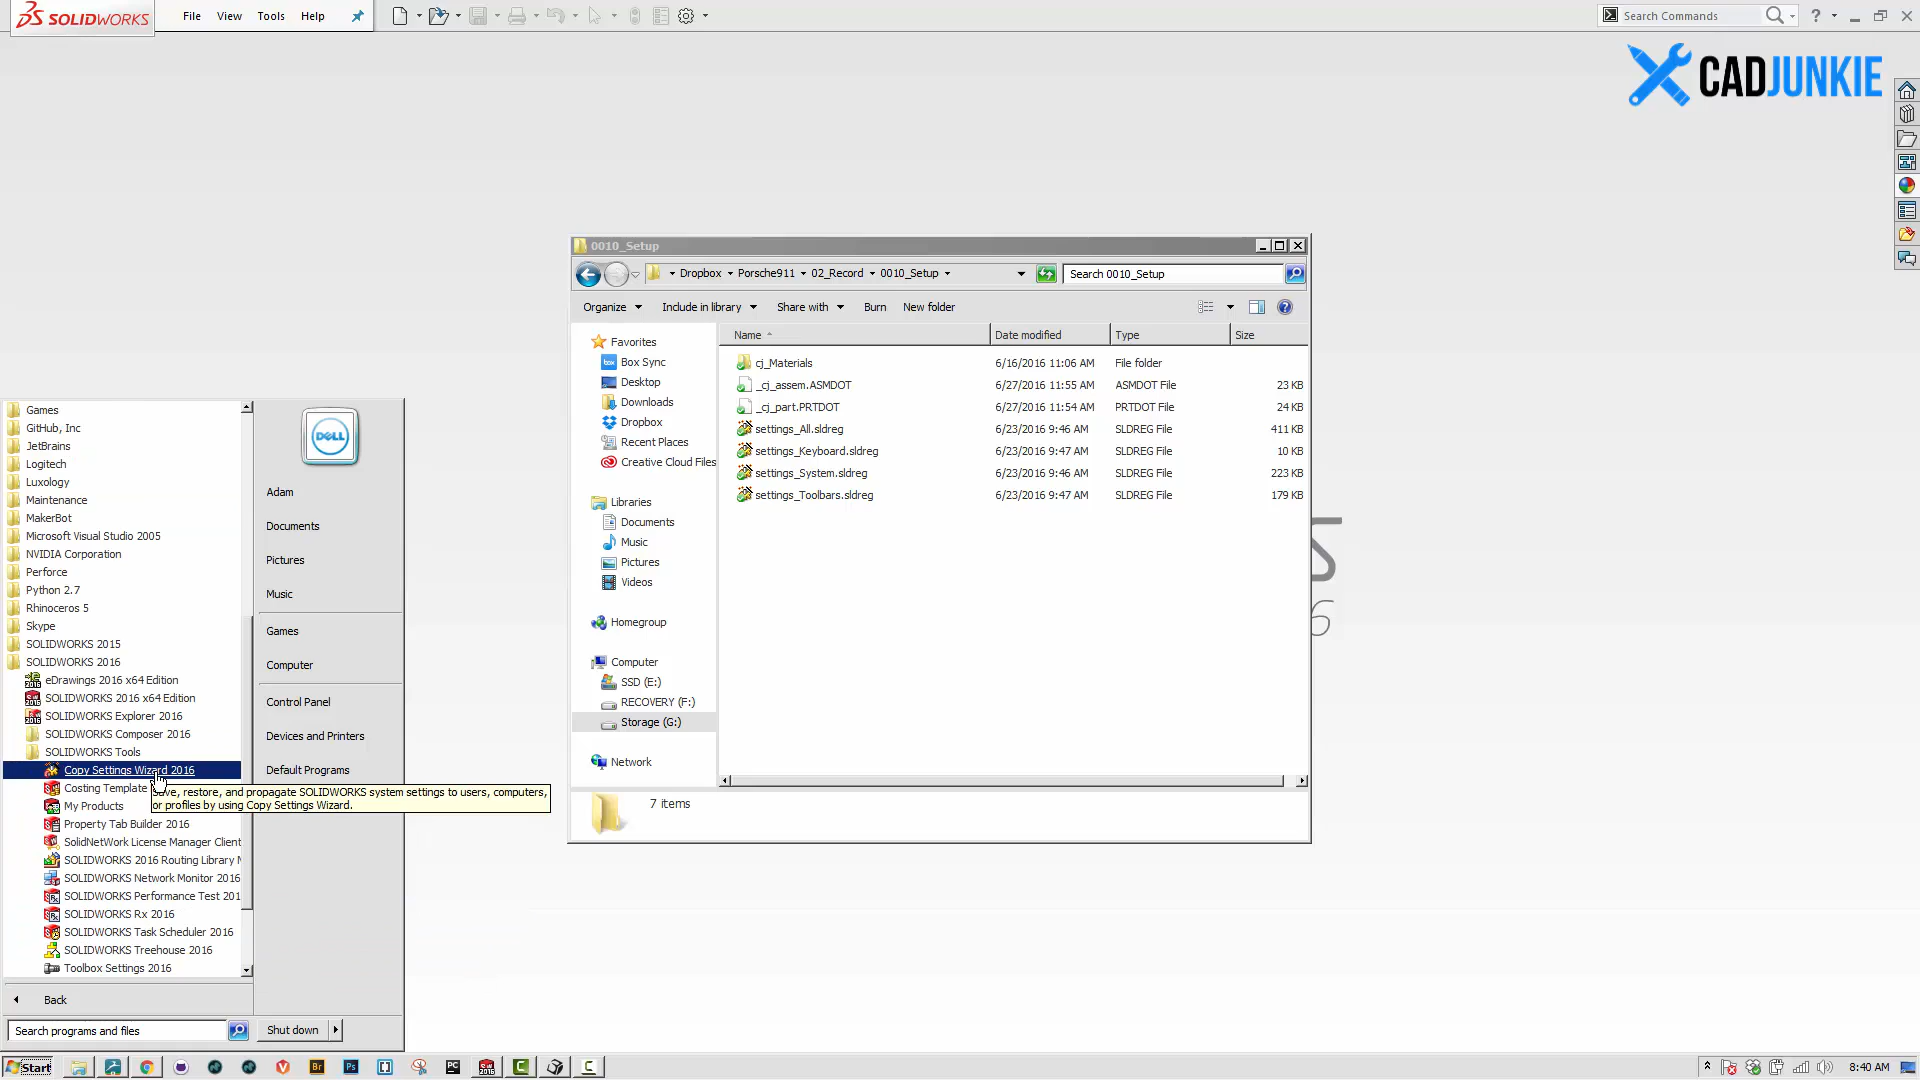 SOLIDWORKS
File View Tools Help
Search Commands
CADJUNKIE
0010_Setup
Dropbox Porsche911 02_Record 0010_Setup
Search 0010_Setup
Organize Include in library Share with Burn New folder
Name Date modified Type Size
Favorites
Box Sync
Desktop
Downloads
Dropbox
Recent Places
Creative Cloud Files
Libraries
Documents
Music
Pictures
Videos
Homegroup
Computer
SSD (E:)
RECOVERY (F:)
Storage (G:)
Network
cj_Materials 6/16/2016 11:06 AM File folder
_cj_assem.ASMDOT 6/27/2016 11:55 AM ASMDOT File 23 KB
_cj_part.PRTDOT 6/27/2016 11:54 AM PRTDOT File 24 KB
settings_All.sldreg 6/23/2016 9:46 AM SLDREG File 411 KB
settings_Keyboard.sldreg 6/23/2016 9:47 AM SLDREG File 10 KB
settings_System.sldreg 6/23/2016 9:46 AM SLDREG File 223 KB
settings_Toolbars.sldreg 6/23/2016 9:47 AM SLDREG File 179 KB
7 items
S
6
Games
GitHub, Inc
JetBrains
Logitech
Luxology
Maintenance
MakerBot
Microsoft Visual Studio 2005
NVIDIA Corporation
Perforce
Python 2.7
Rhinoceros 5
Skype
SOLIDWORKS 2015
SOLIDWORKS 2016
eDrawings 2016 x64 Edition
SOLIDWORKS 2016 x64 Edition
SOLIDWORKS Explorer 2016
SOLIDWORKS Composer 2016
SOLIDWORKS Tools
Copy Settings Wizard 2016
Costing Template
My Products
Property Tab Builder 2016
SolidNetWork License Manager Client
SOLIDWORKS 2016 Routing Library M
SOLIDWORKS Network Monitor 2016
SOLIDWORKS Performance Test 201
SOLIDWORKS Rx 2016
SOLIDWORKS Task Scheduler 2016
SOLIDWORKS Treehouse 2016
Toolbox Settings 2016
Back
Search programs and files
DELL
Adam
Documents
Pictures
Music
Games
Computer
Control Panel
Devices and Printers
Default Programs
Save, restore, and propagate SOLIDWORKS system settings to users, computers,
or profiles by using Copy Settings Wizard.
Shut down
Start
Br
Ps
PC
8:40 AM